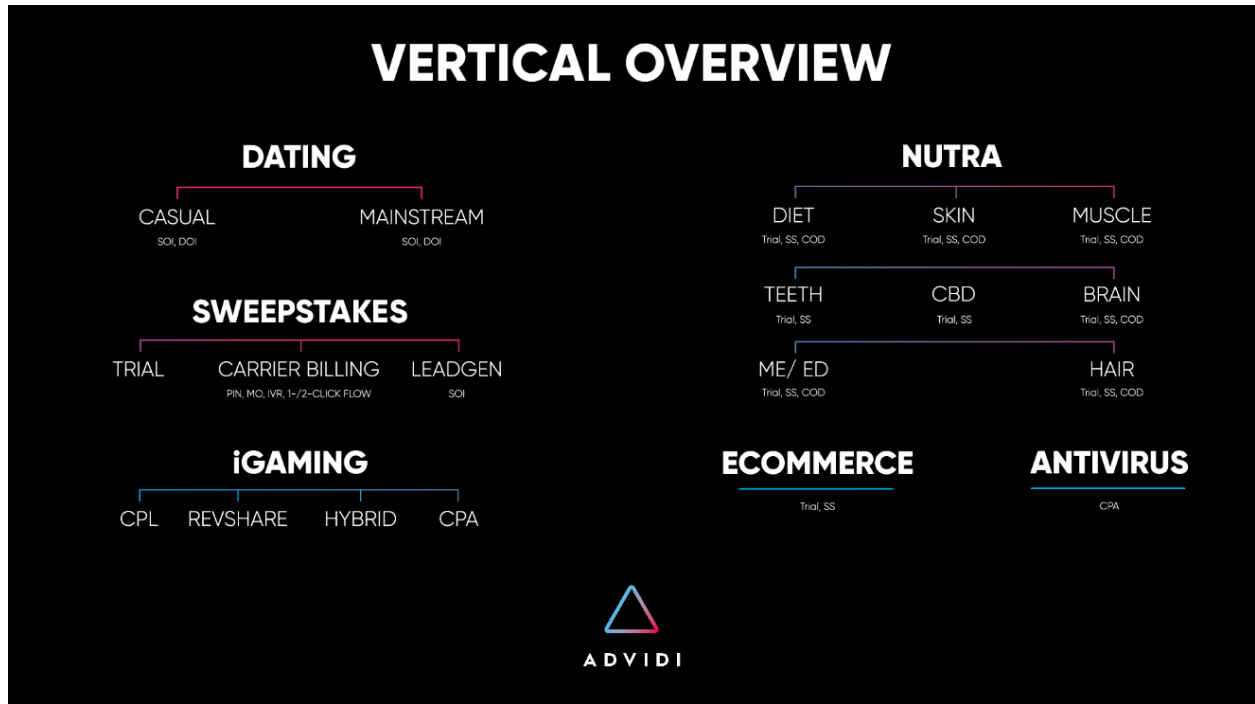 VERTICAL OVERVIEW
DATING
CASUAL
SOI, DOI
MAINSTREAM
SOI, DOI
SWEEPSTAKES
TRIAL
CARRIER BILLING
PIN, MO, IVR, 1-/2-CLICK FLOW
LEADGEN
SOI
iGAMING
CPL
REVSHARE
HYBRID
CPA
NUTRA
DIET
Trial, SS, COD
SKIN
Trial, SS, COD
MUSCLE
Trial, SS, COD
TEETH
Trial, SS
CBD
Trial, SS
BRAIN
Trial, SS, COD
ME/ ED
Trial, SS, COD
HAIR
Trial, SS, COD
ECOMMERCE
Trial, SS
ANTIVIRUS
CPA
ADVIDI